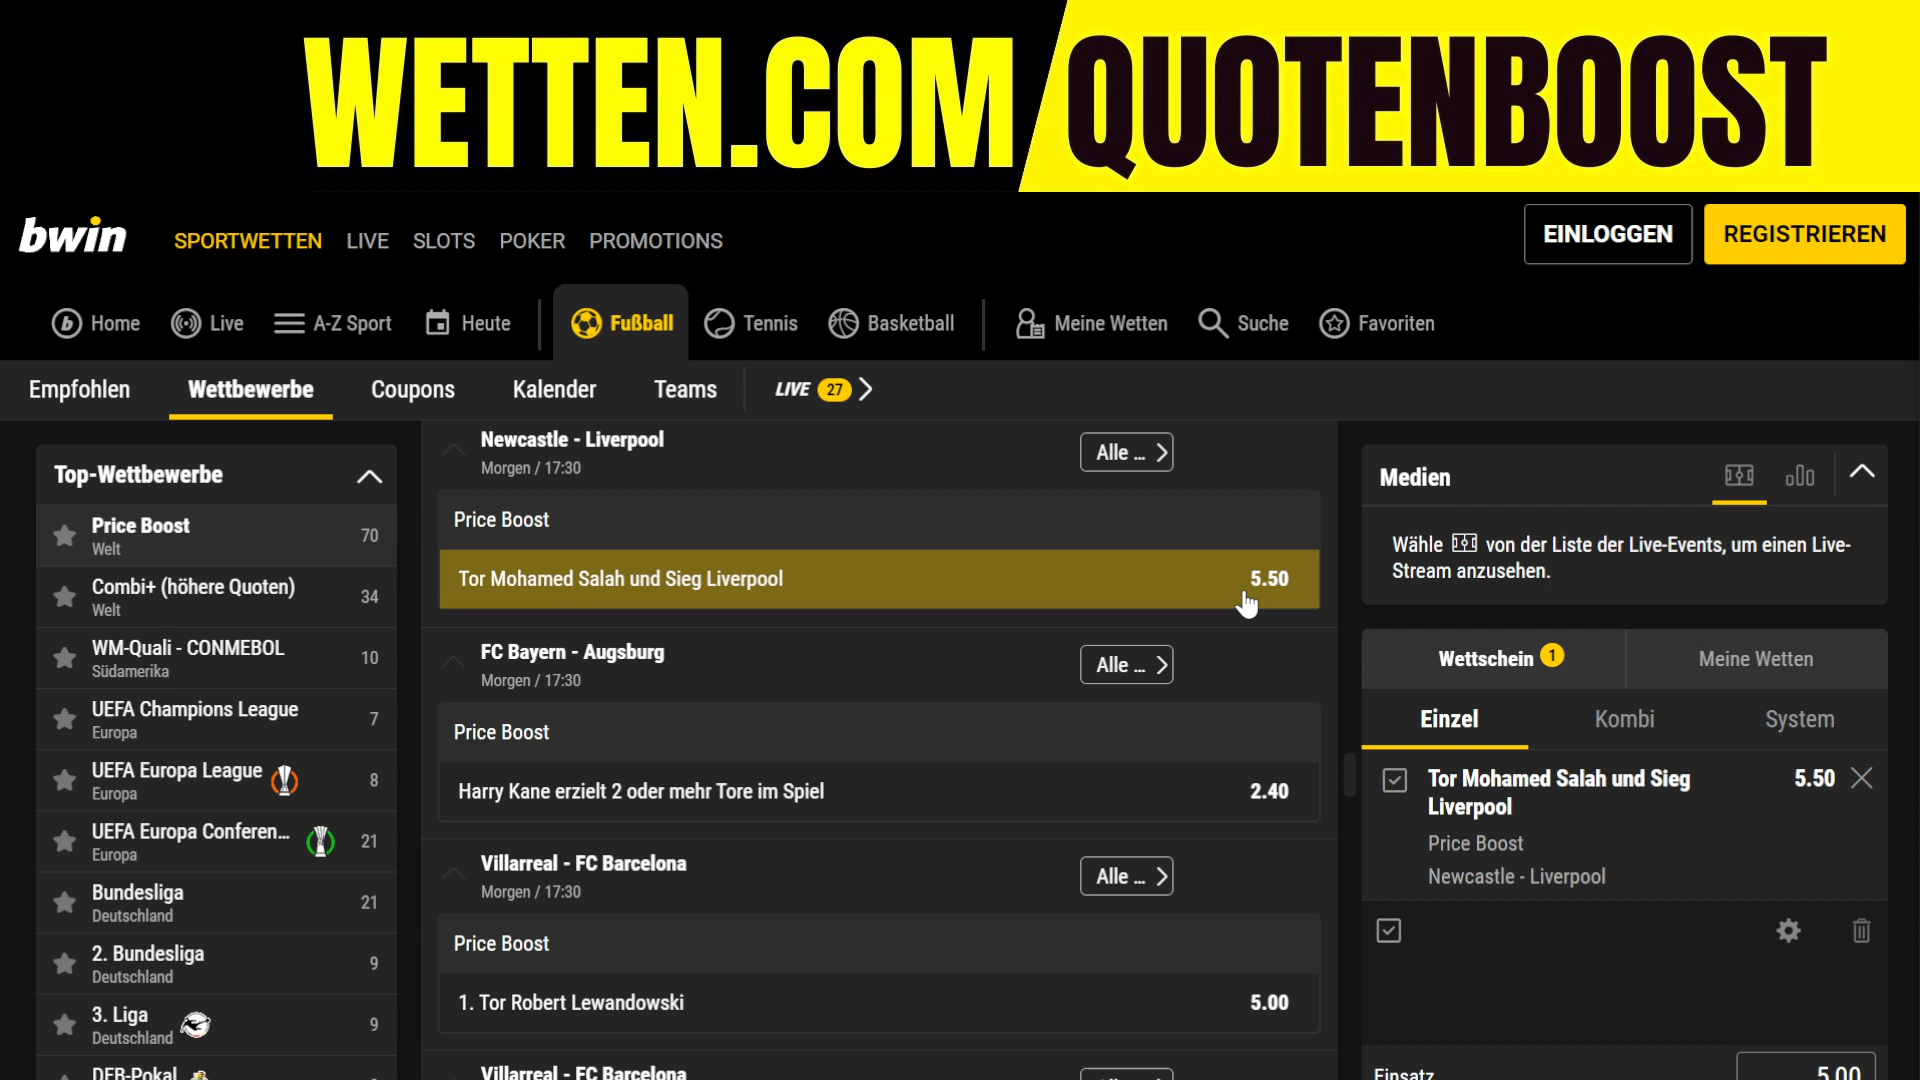 WETTEN.COM QUOTENBOOST
bwin
SPORTWETTEN LIVE SLOTS POKER PROMOTIONS
EINLOGGEN REGISTRIEREN
Home Live A-Z Sport Heute Fußball Tennis Basketball Meine Wetten Suche Favoriten
Empfohlen Wettbewerbe Coupons Kalender Teams LIVE 27
Top-Wettbewerbe
Price Boost 70
Welt
Combi+ (höhere Quoten) 34
Welt
WM-Quali - CONMEBOL 10
Südamerika
UEFA Champions League 7
Europa
UEFA Europa League 8
Europa
UEFA Europa Conferen... 21
Europa
Bundesliga 21
Deutschland
2. Bundesliga 9
Deutschland
3. Liga 9
Deutschland
DFB-Pokal
Newcastle - Liverpool
Morgen / 17:30
Alle ...
Price Boost
Tor Mohamed Salah und Sieg Liverpool 5.50
FC Bayern - Augsburg
Morgen / 17:30
Alle ...
Price Boost
Harry Kane erzielt 2 oder mehr Tore im Spiel 2.40
Villarreal - FC Barcelona
Morgen / 17:30
Alle ...
Price Boost
1. Tor Robert Lewandowski 5.00
Villarreal - FC Barcelona
Medien
Wähle von der Liste der Live-Events, um einen Live-
Stream anzusehen.
Wettschein 1 Meine Wetten
Einzel Kombi System
Tor Mohamed Salah und Sieg 5.50
Liverpool
Price Boost
Newcastle - Liverpool
Einsatz 5.00